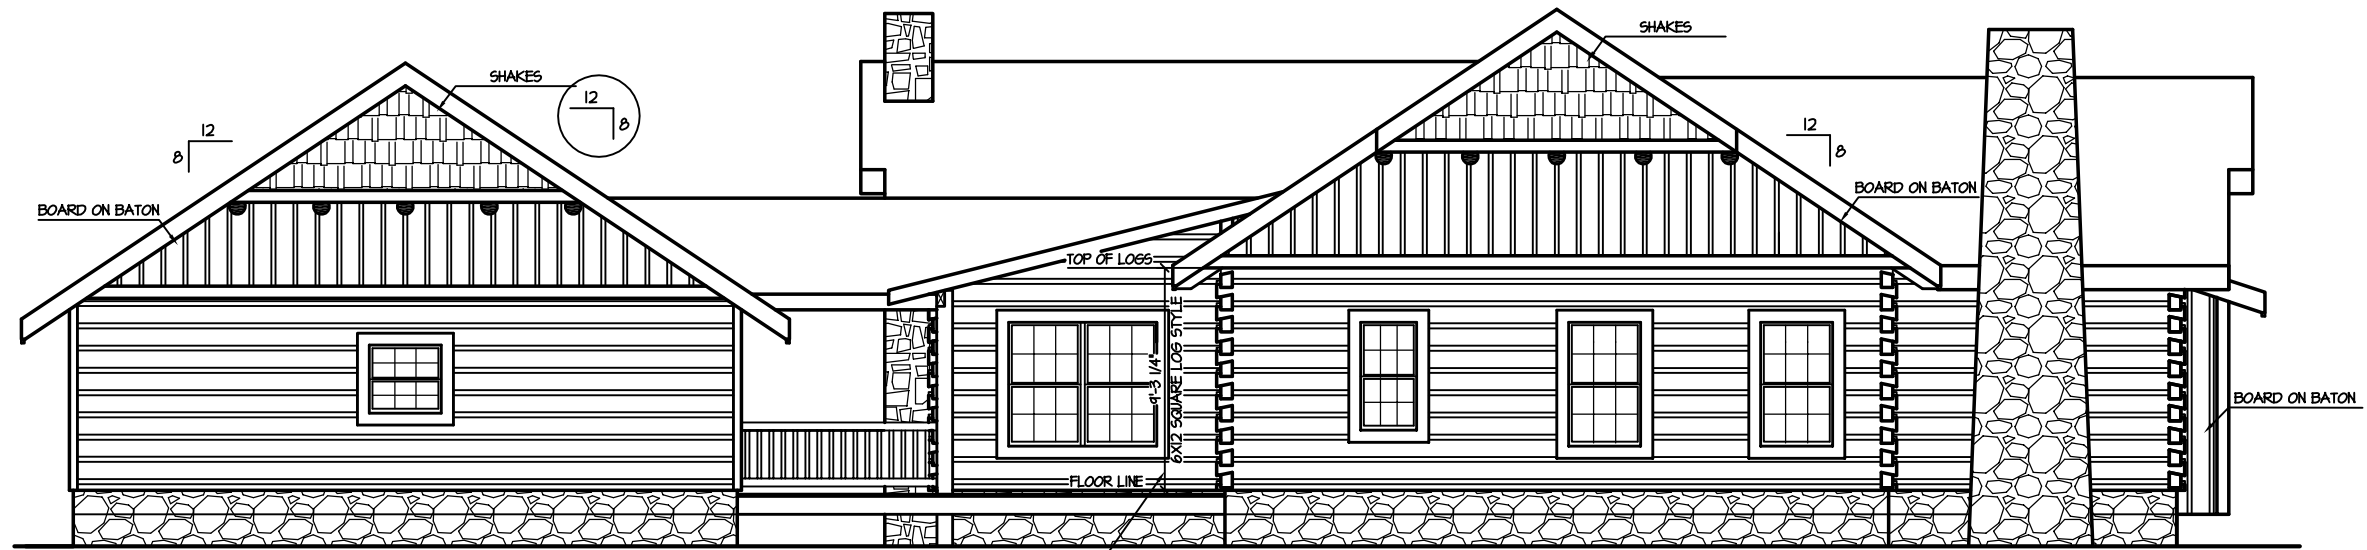 SHAKES
12
8
12
8
BOARD ON BATON
SHAKES
12
8
BOARD ON BATON
TOP OF LOGS
9'-3 1/4"
6X12 SQUARE LOG STYLE
FLOOR LINE
BOARD ON BATON